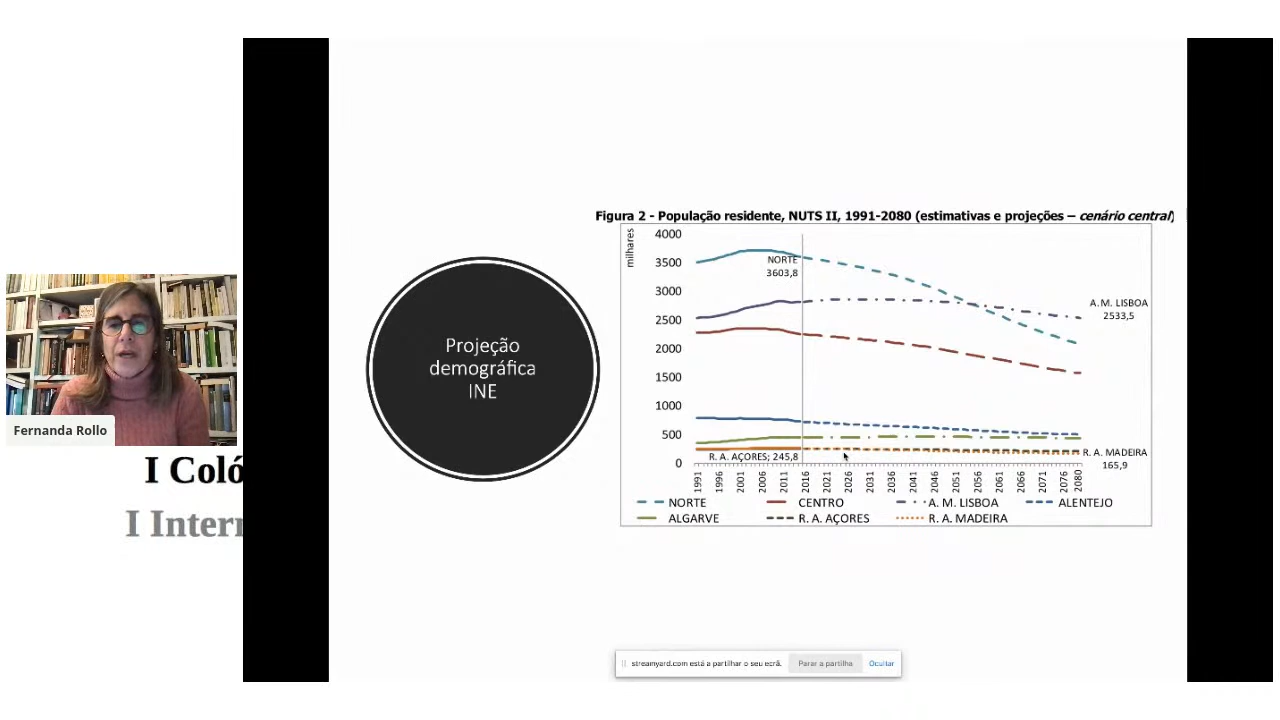 Fernanda Rollo
I Coló
I Inter
Projeção
demográfica
INE
Figura 2 - População residente, NUTS II, 1991-2080 (estimativas e projeções – cenário central)
milhares
4000
3500
3000
2500
2000
1500
1000
500
0
NORTE
3603,8
A. M. LISBOA
2533,5
R. A. AÇORES; 245,8
R. A. MADEIRA
165,9
1991 1996 2001 2006 2011 2016 2021 2026 2031 2036 2041 2046 2051 2056 2061 2066 2071 2076 2080
NORTE CENTRO A. M. LISBOA ALENTEJO
ALGARVE R. A. AÇORES R. A. MADEIRA
streamyard.com está a partilhar o seu ecrã. Parar a partilha Ocultar